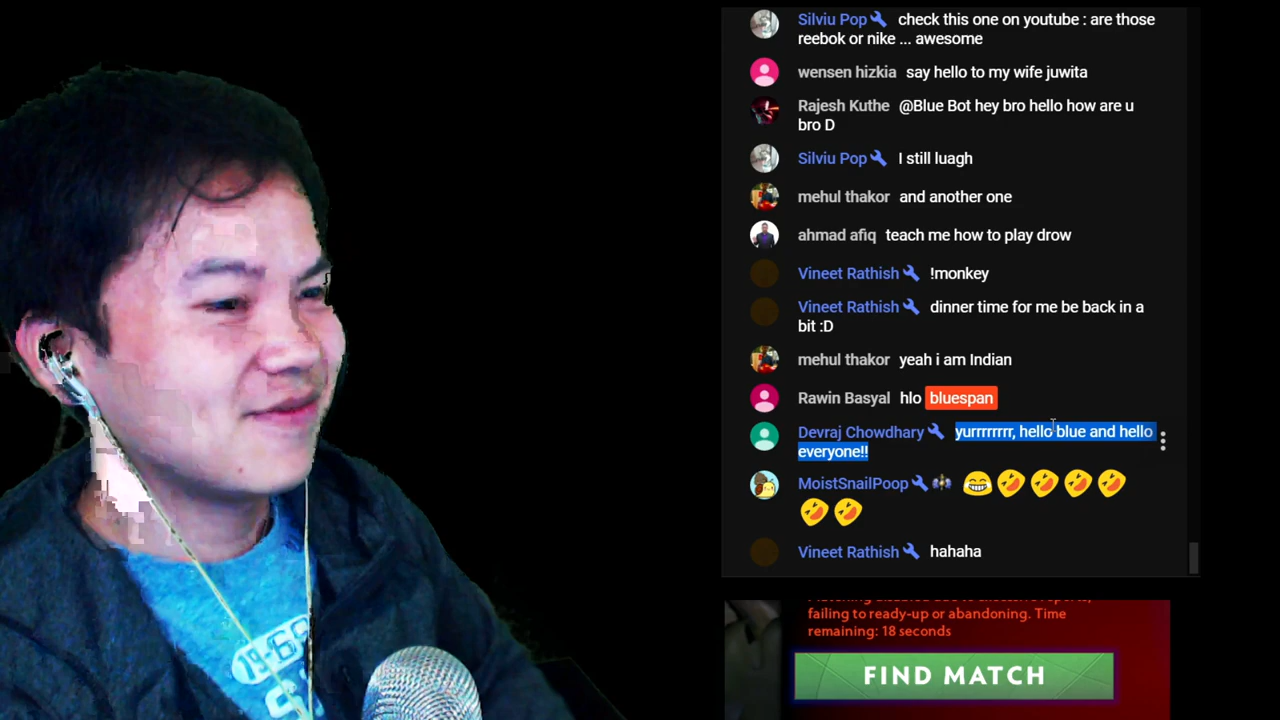 Silviu Pop check this one on youtube : are those
reebok or nike ... awesome
wensen hizkia say hello to my wife juwita
Rajesh Kuthe @Blue Bot hey bro hello how are u
bro D
Silviu Pop I still luagh
mehul thakor and another one
ahmad afiq teach me how to play drow
Vineet Rathish !monkey
Vineet Rathish dinner time for me be back in a
bit :D
mehul thakor yeah i am Indian
Rawin Basyal hlo bluespan
Devraj Chowdhary yurrrrrrrr, hello blue and hello
everyone!!
MoistSnailPoop 😂🤣🤣🤣🤣
🤣🤣
Vineet Rathish hahaha
failing to ready-up or abandoning. Time
remaining: 18 seconds
FIND MATCH
19-68